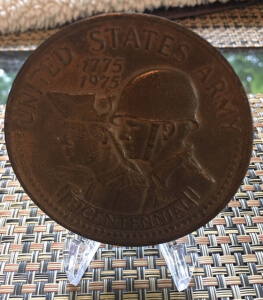 UNITED STATES ARMY
1775
1975
BICENTENNIAL